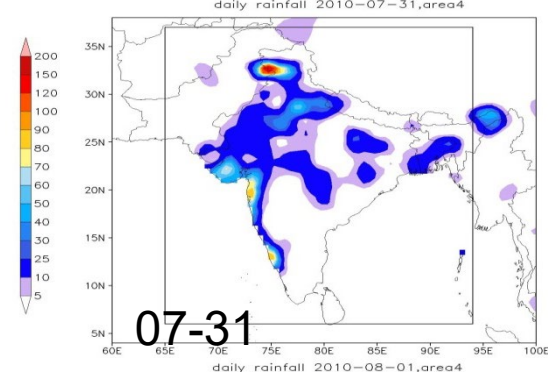 daily rainfall 2010-07-31,area4
200
150
120
100
90
80
70
60
50
40
30
25
10
5
35N
30N
25N
20N
15N
10N
5N
07-31
60E 65E 70E 75E 80E 85E 90E 95E 100E
daily rainfall 2010-08-01,area4